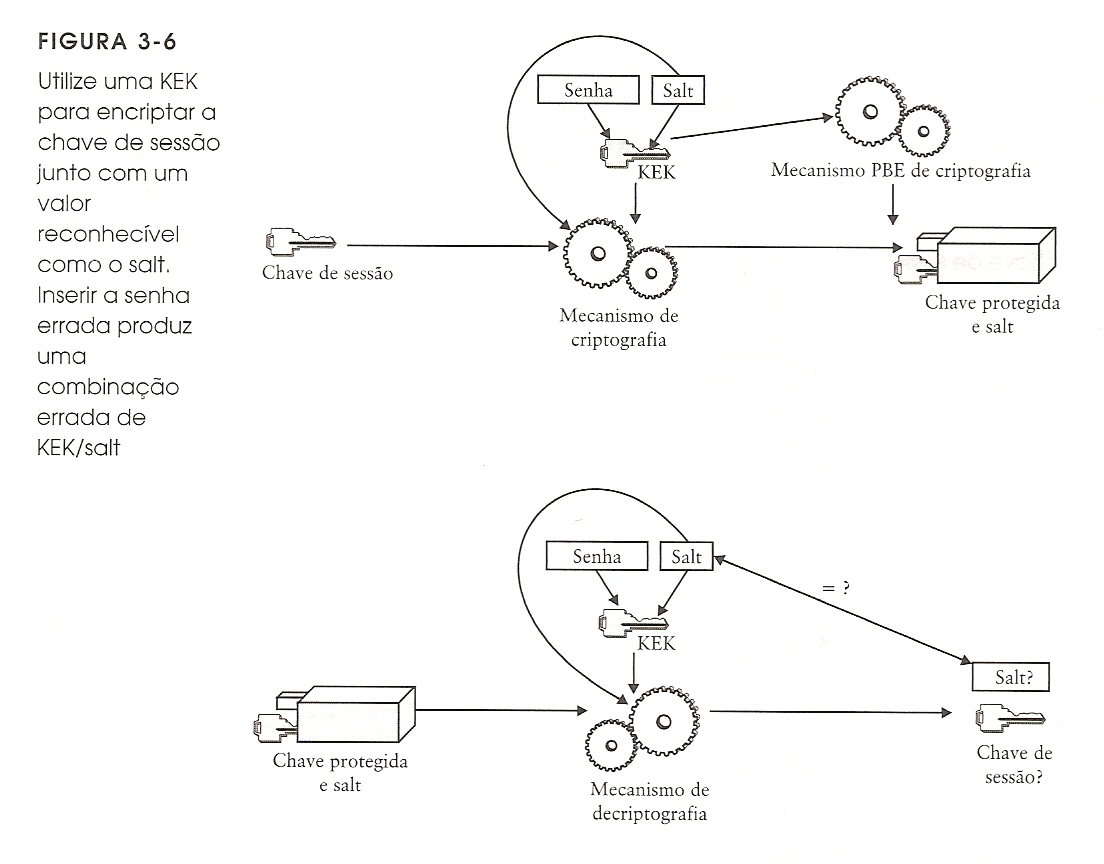 FIGURA 3-6
Utilize uma KEK
para encriptar a
chave de sessão
junto com um
valor
reconhecível
como o salt.
Inserir a senha
errada produz
uma
combinação
errada de
KEK/salt
Senha
Salt
KEK
Mecanismo PBE de criptografia
Chave de sessão
Mecanismo de
criptografia
Chave protegida
e salt
Senha
Salt
= ?
KEK
Salt?
Chave protegida
e salt
Mecanismo de
decriptografia
Chave de
sessão?